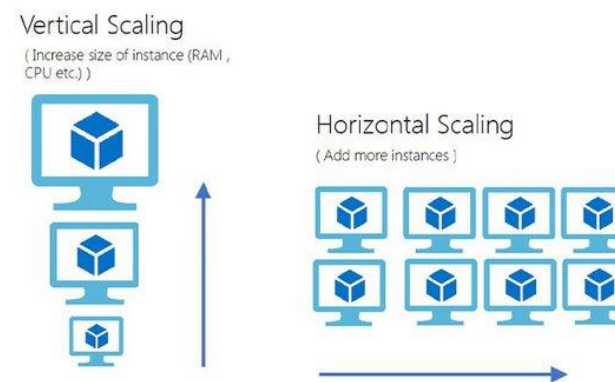 Vertical Scaling
( Increase size of instance (RAM ,
CPU etc.) )
Horizontal Scaling
( Add more instances )